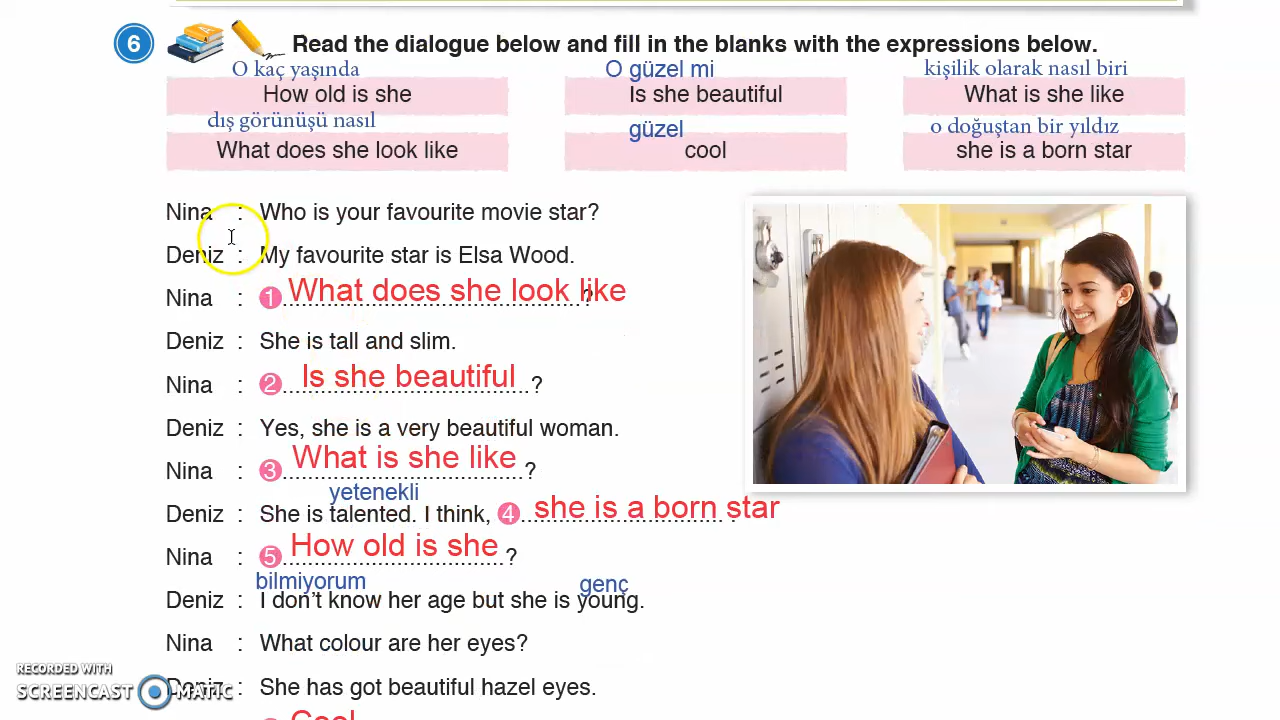 6 Read the dialogue below and fill in the blanks with the expressions below.
O kaç yaşında O güzel mi kişilik olarak nasıl biri
How old is she Is she beautiful What is she like
dış görünüşü nasıl güzel o doğuştan bir yıldız
What does she look like cool she is a born star
Nina : Who is your favourite movie star?
Deniz : My favourite star is Elsa Wood.
Nina : 1 What does she look like ?
Deniz : She is tall and slim.
Nina : 2 Is she beautiful ?
Deniz : Yes, she is a very beautiful woman.
Nina : 3 What is she like ?
yetenekli
Deniz : She is talented. I think, 4 she is a born star .
Nina : 5 How old is she ?
bilmiyorum genç
Deniz : I don't know her age but she is young.
Nina : What colour are her eyes?
RECORDED WITH
SCREENCAST MATIC
Deniz : She has got beautiful hazel eyes.
Cool